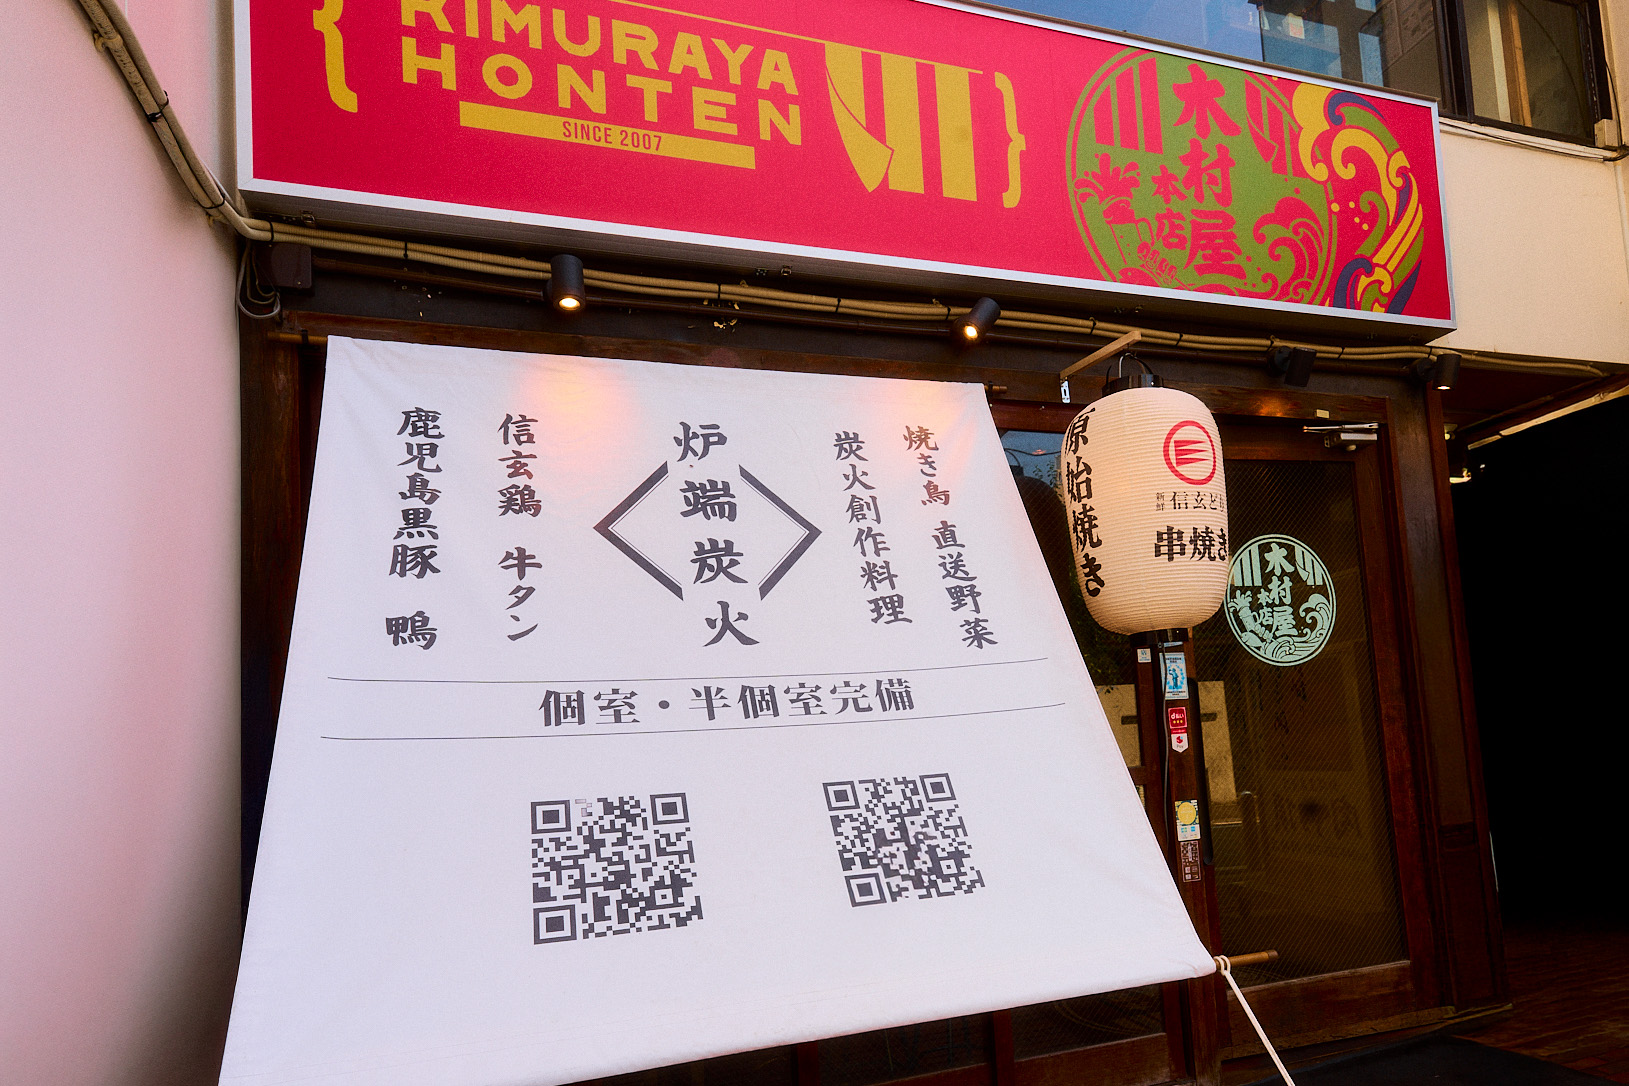 KIMURAYA
HONTEN
SINCE 2007
木村屋
本店
焼き鳥 直送野菜
炭火創作料理
炉端炭火
信玄鶏 牛タン
鹿児島黒豚 鴨
個室・半個室完備
原始焼き
新鮮
信玄ど
串焼き
木村屋
本店
d払い